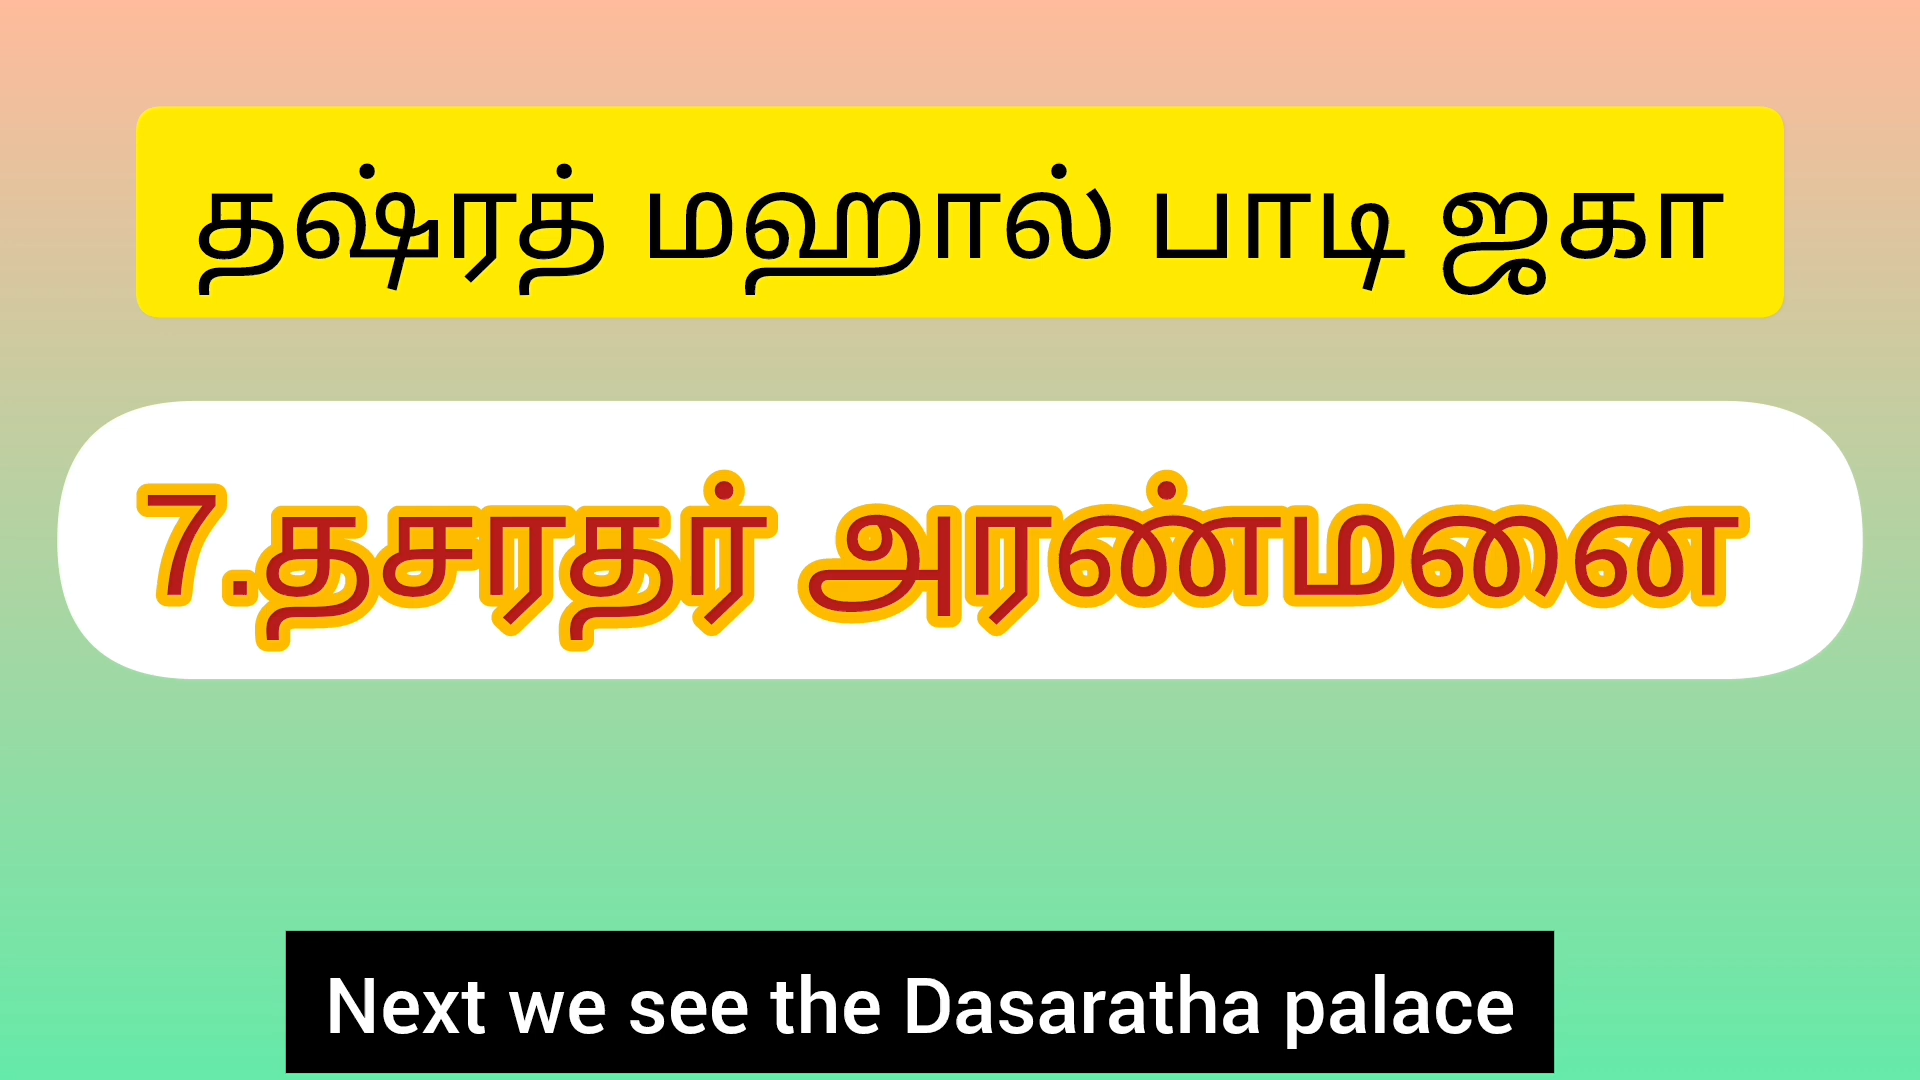 தஷ்ரத் மஹால் பாடி ஜகா
7.தசரதர் அரண்மனை
Next we see the Dasaratha palace